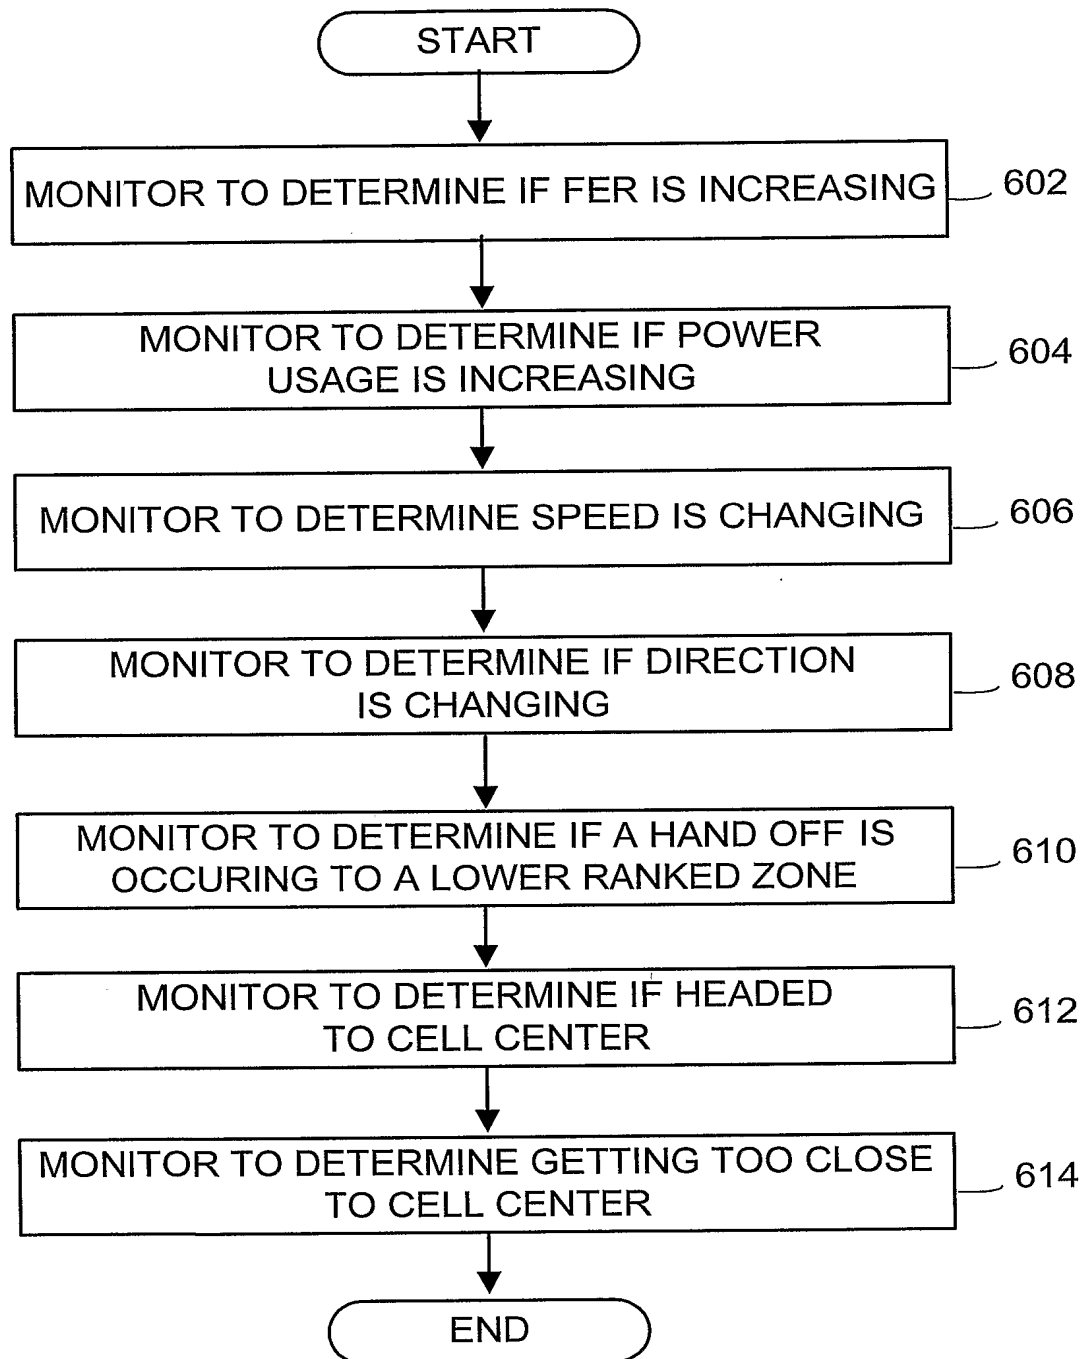 START
MONITOR TO DETERMINE IF FER IS INCREASING
602
MONITOR TO DETERMINE IF POWER
USAGE IS INCREASING
604
MONITOR TO DETERMINE SPEED IS CHANGING
606
MONITOR TO DETERMINE IF DIRECTION
IS CHANGING
608
MONITOR TO DETERMINE IF A HAND OFF IS
OCCURING TO A LOWER RANKED ZONE
610
MONITOR TO DETERMINE IF HEADED
TO CELL CENTER
612
MONITOR TO DETERMINE GETTING TOO CLOSE
TO CELL CENTER
614
END